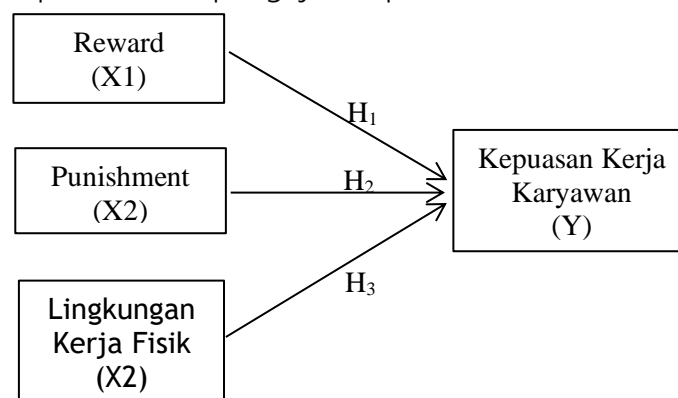 Reward
(X1)
H₁
Punishment
(X2)
H₂
Kepuasan Kerja
Karyawan
(Y)
Lingkungan
Kerja Fisik
(X2)
H₃